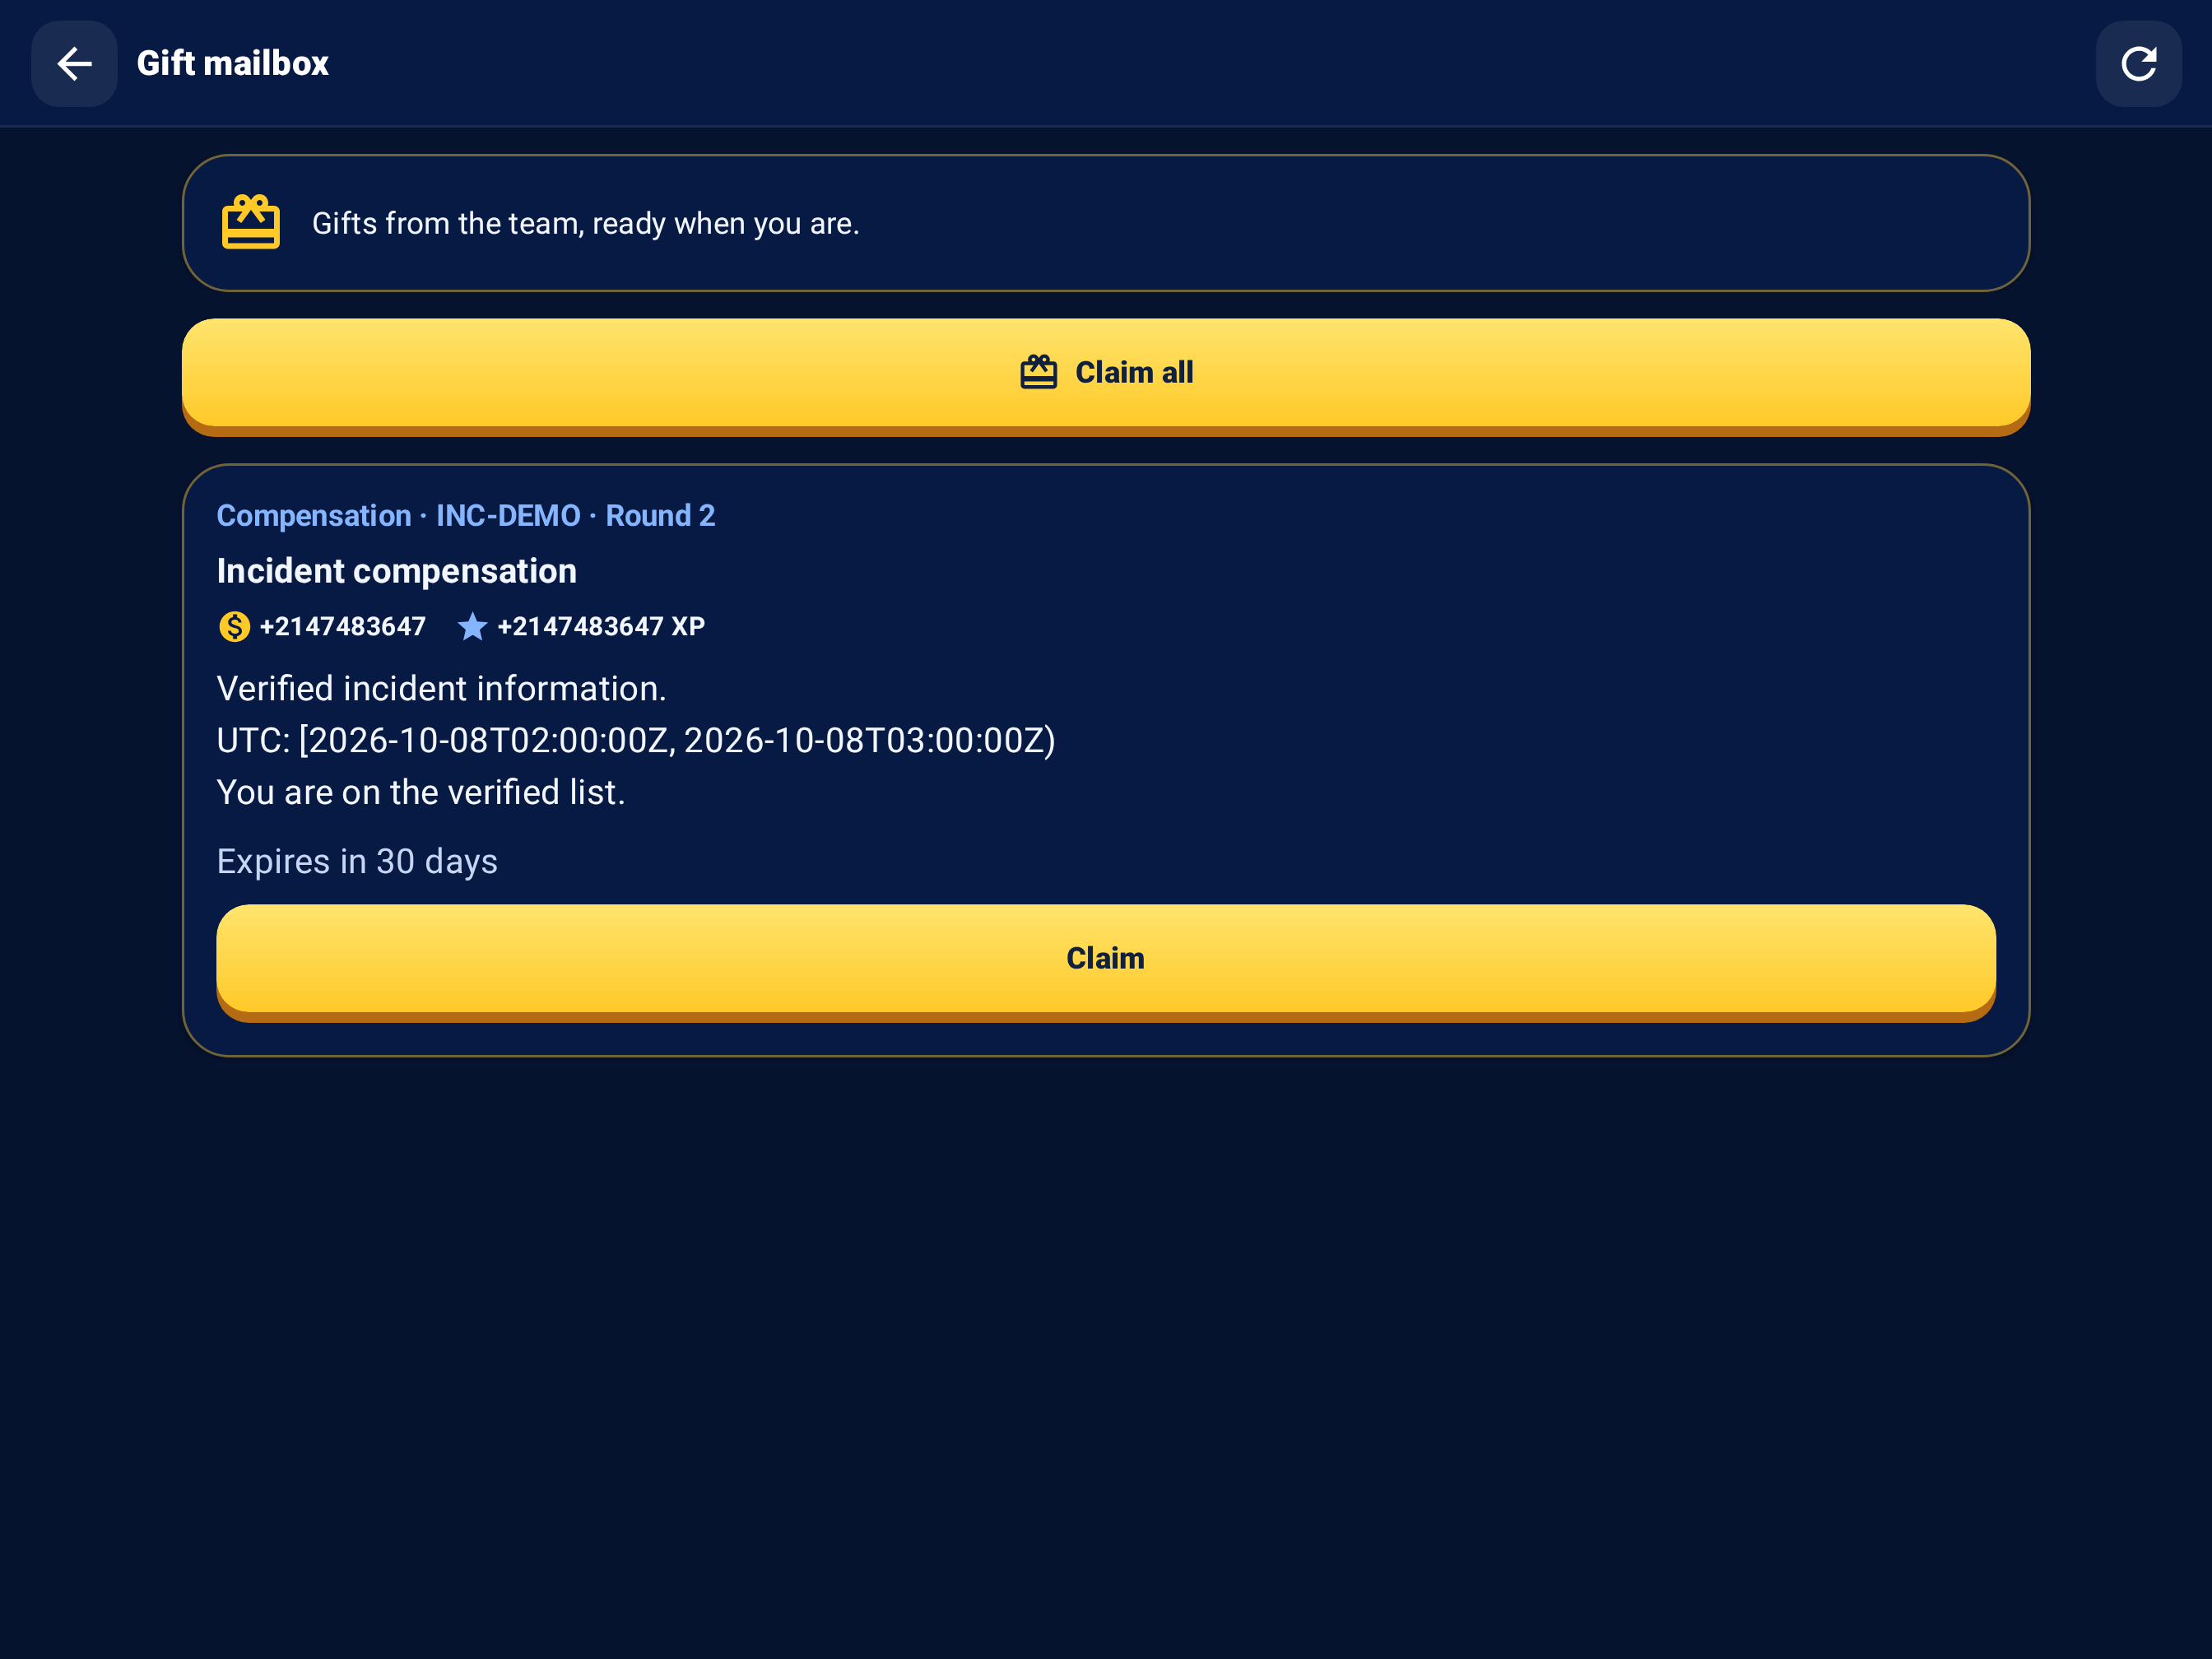 Gift mailbox
Gifts from the team, ready when you are.
Claim all
Compensation · INC-DEMO · Round 2
Incident compensation
+2147483647 +2147483647 XP
Verified incident information.
UTC: [2026-10-08T02:00:00Z, 2026-10-08T03:00:00Z)
You are on the verified list.
Expires in 30 days
Claim